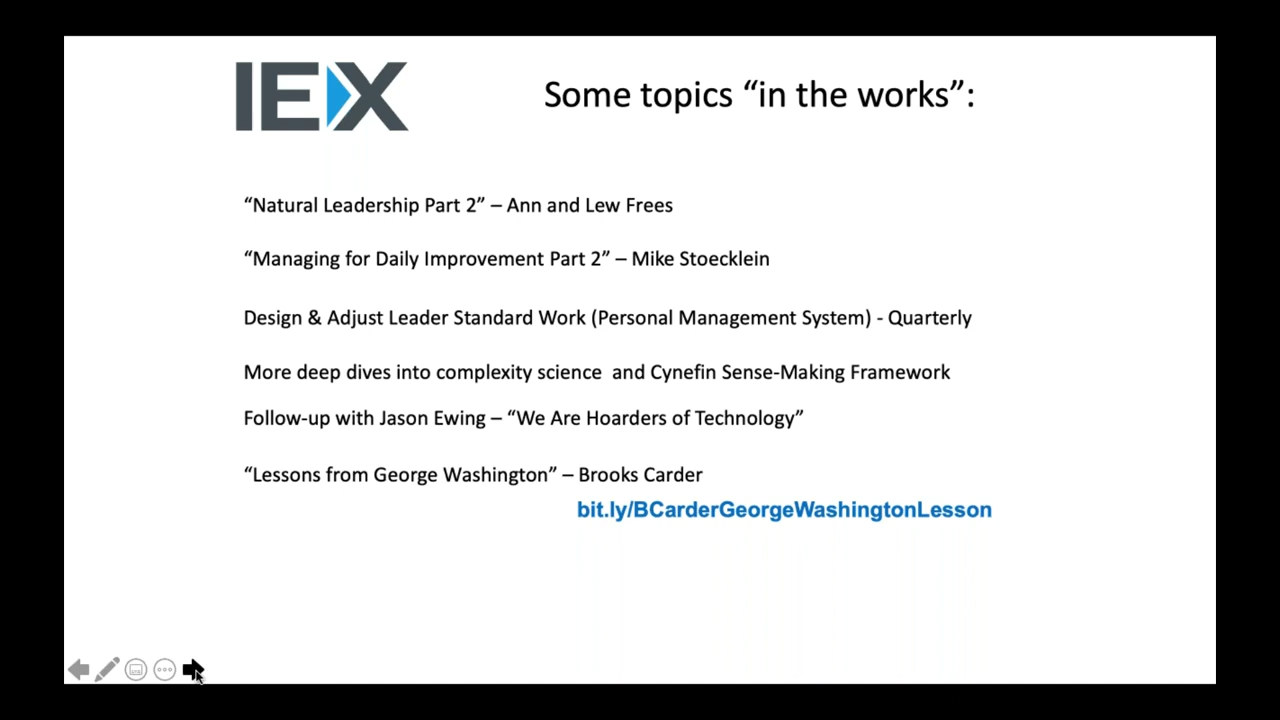 IEX
Some topics “in the works”:
“Natural Leadership Part 2” – Ann and Lew Frees
“Managing for Daily Improvement Part 2” – Mike Stoecklein
Design & Adjust Leader Standard Work (Personal Management System) - Quarterly
More deep dives into complexity science  and Cynefin Sense-Making Framework
Follow-up with Jason Ewing – “We Are Hoarders of Technology”
“Lessons from George Washington” – Brooks Carder
bit.ly/BCarderGeorgeWashingtonLesson